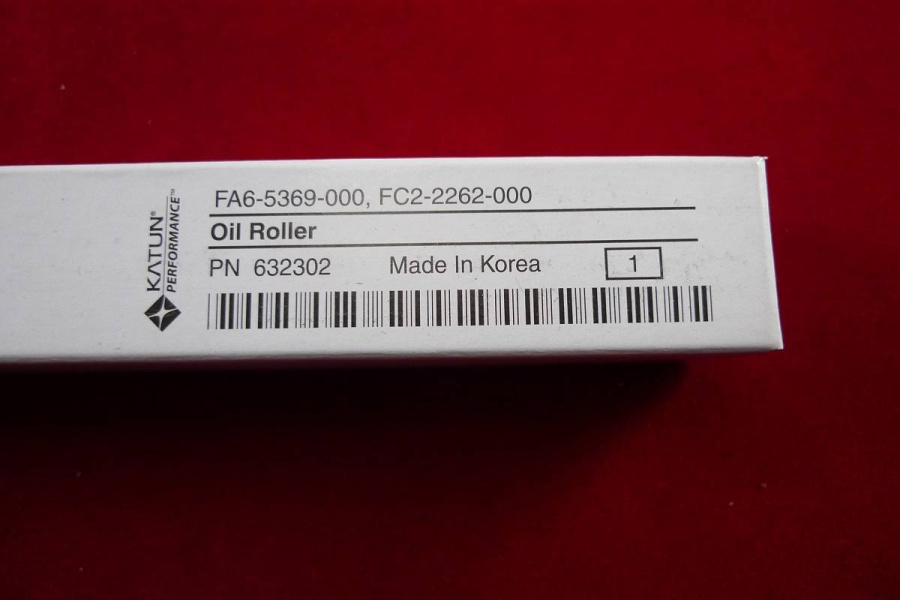 FA6-5369-000, FC2-2262-000
Oil Roller
PN 632302 Made In Korea 1
KATUN®
PERFORMANCE™